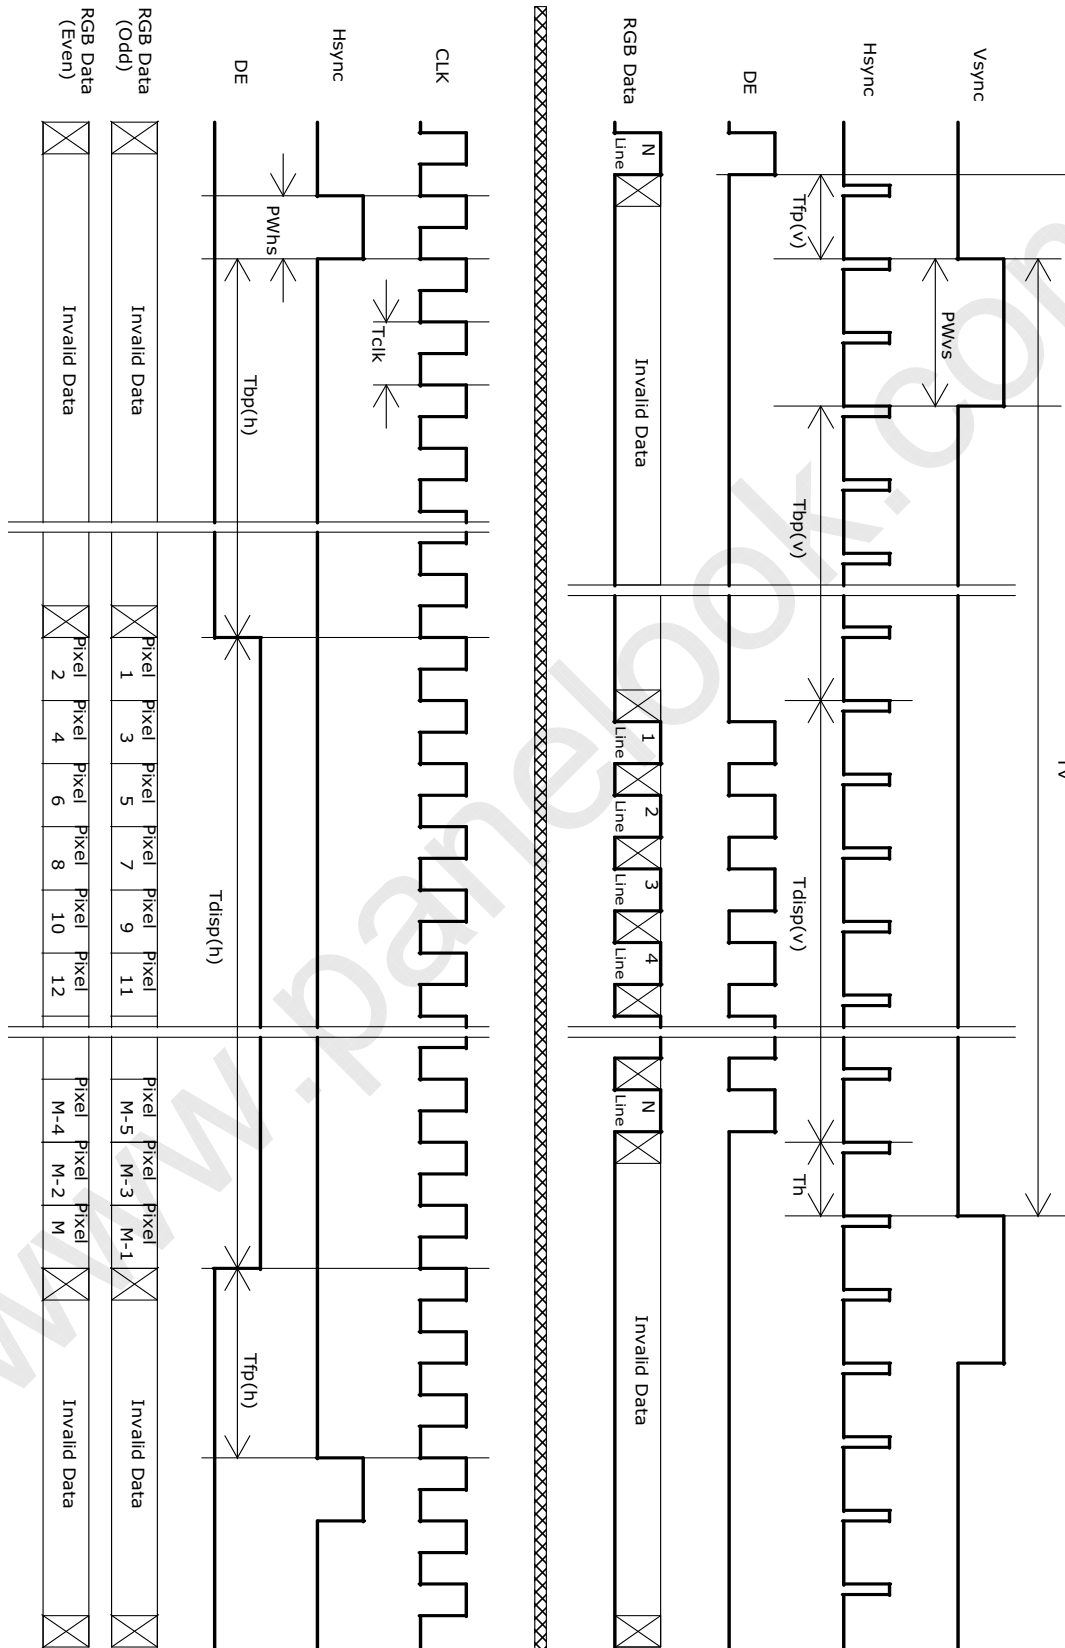 Vsync
Tv
PWvs
Hsync
Tfp(v)
Tbp(v)
Tdisp(v)
Th
DE
RGB Data
N
Line
Invalid Data
1
Line
2
Line
3
Line
4
Line
N
Line
Invalid Data
CLK
Tclk
Hsync
PWhs
DE
Tbp(h)
Tdisp(h)
Tfp(h)
RGB Data
(Odd)
Invalid Data
Pixel
1
Pixel
3
Pixel
5
Pixel
7
Pixel
9
Pixel
11
Pixel
M-5
Pixel
M-3
Pixel
M-1
Invalid Data
RGB Data
(Even)
Invalid Data
Pixel
2
Pixel
4
Pixel
6
Pixel
8
Pixel
10
Pixel
12
Pixel
M-4
Pixel
M-2
Pixel
M
Invalid Data
www.panelook.com